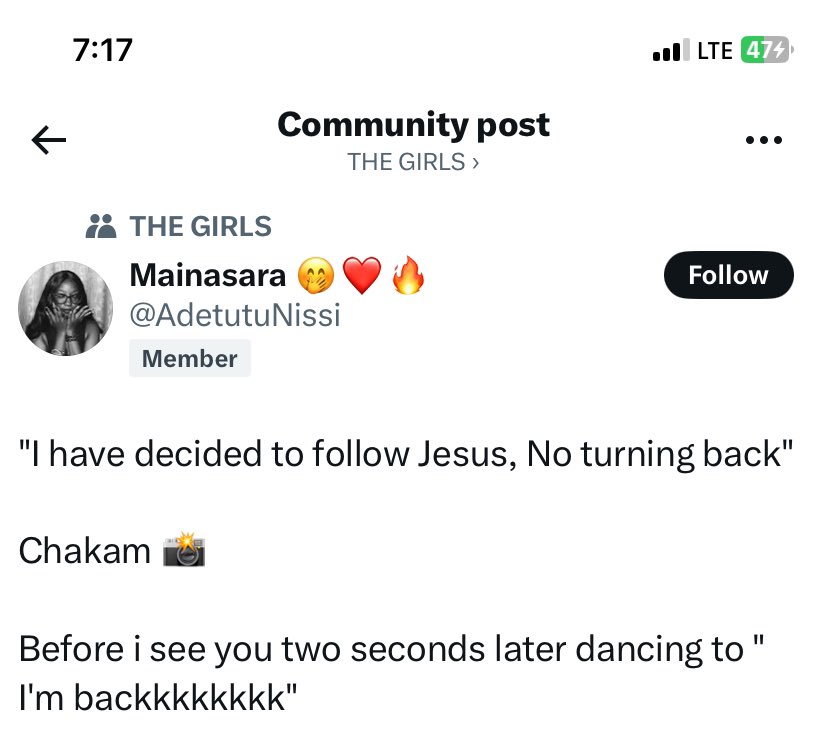 7:17
LTE 47
Community post
THE GIRLS ›
THE GIRLS
Mainasara 🤭❤️🔥
@AdetutuNissi
Follow
Member
"I have decided to follow Jesus, No turning back"
Chakam 📸
Before i see you two seconds later dancing to "
I'm backkkkkkkk"